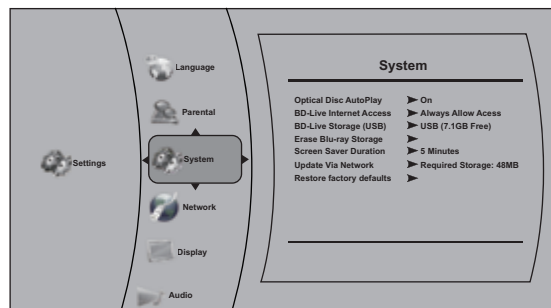 Settings
Language
Parental
System
Network
Display
Audio
System
Optical Disc AutoPlay On
BD-Live Internet Access Always Allow Acess
BD-Live Storage (USB) USB (7.1GB Free)
Erase Blu-ray Storage
Screen Saver Duration 5 Minutes
Update Via Network Required Storage: 48MB
Restore factory defaults